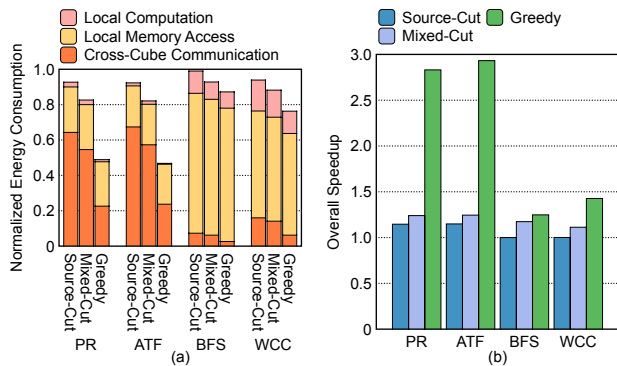 Local Computation
Local Memory Access
Cross-Cube Communication
Normalized Energy Consumption
1.0
0.8
0.6
0.4
0.2
0
Source-Cut
Mixed-Cut
Greedy
Source-Cut
Mixed-Cut
Greedy
Source-Cut
Mixed-Cut
Greedy
Source-Cut
Mixed-Cut
Greedy
PR ATF BFS WCC
(a)
Source-Cut Greedy
Mixed-Cut
Overall Speedup
3.0
2.5
2.0
1.5
1.0
0.5
0
PR ATF BFS WCC
(b)